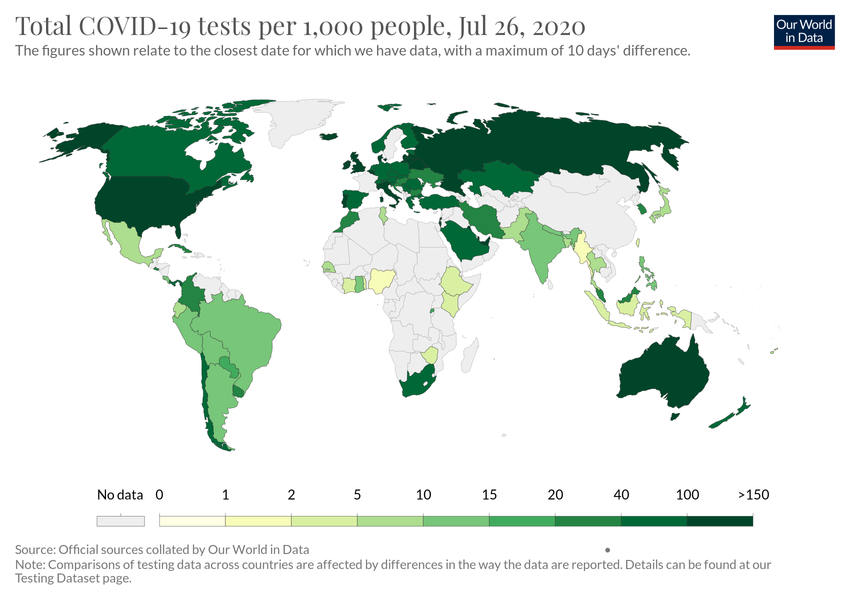 Total COVID-19 tests per 1,000 people, Jul 26, 2020
The figures shown relate to the closest date for which we have data, with a maximum of 10 days' difference.
Our World
in Data
No data 0 1 2 5 10 15 20 40 100 >150
Source: Official sources collated by Our World in Data
Note: Comparisons of testing data across countries are affected by differences in the way the data are reported. Details can be found at our
Testing Dataset page.